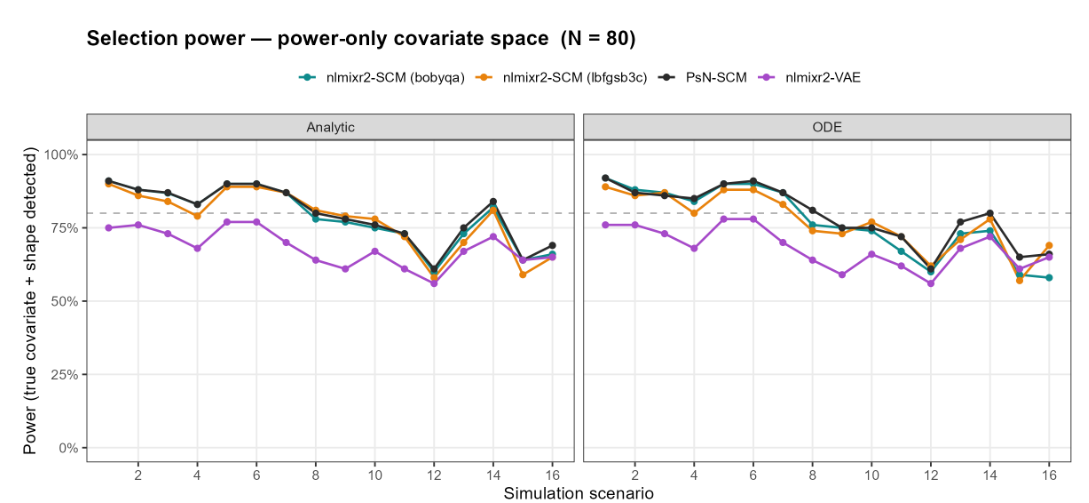 Selection power — power-only covariate space (N = 80)
nlmixr2-SCM (bobyqa) nlmixr2-SCM (lbfgsb3c) PsN-SCM nlmixr2-VAE
Analytic ODE
Power (true covariate + shape detected)
100%
75%
50%
25%
0%
2 4 6 8 10 12 14 16 2 4 6 8 10 12 14 16
Simulation scenario